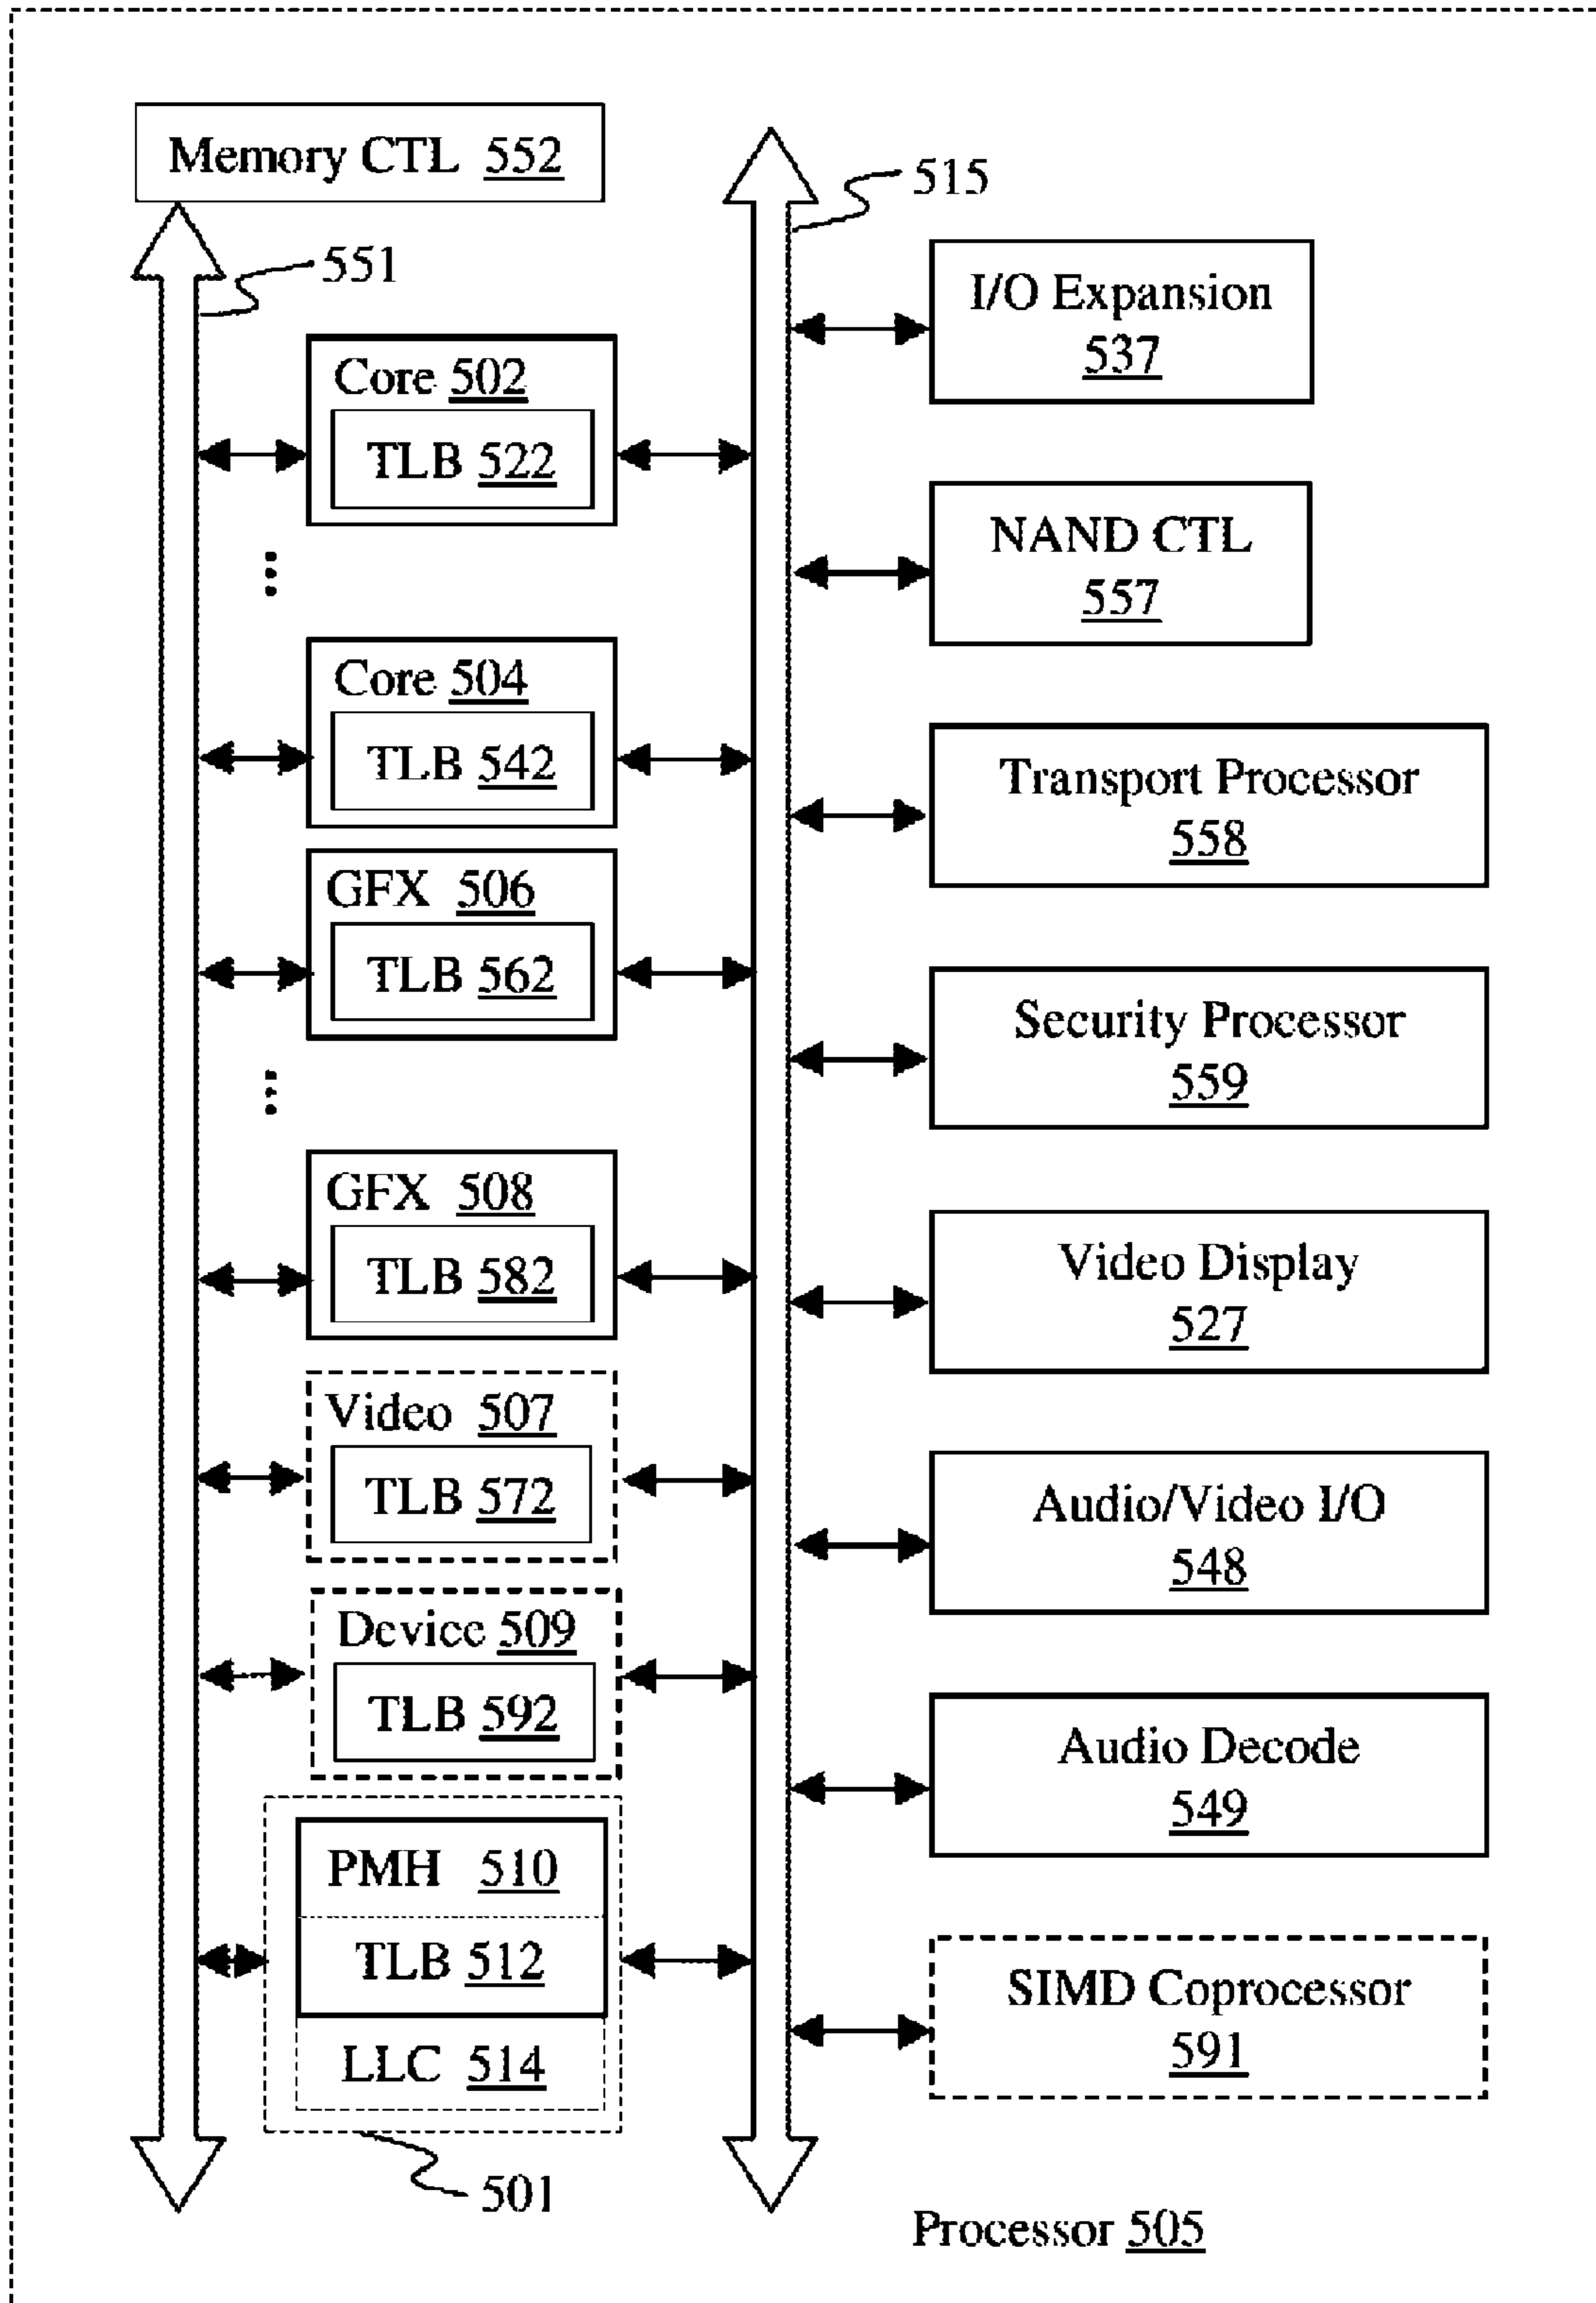 Memory CTL 552
551
Core 502
TLB 522
...
Core 504
TLB 542
GFX 506
TLB 562
...
GFX 508
TLB 582
Video 507
TLB 572
Device 509
TLB 592
PMH 510
TLB 512
LLC 514
501
515
I/O Expansion
537
NAND CTL
557
Transport Processor
558
Security Processor
559
Video Display
527
Audio/Video I/O
548
Audio Decode
549
SIMD Coprocessor
591
Processor 505